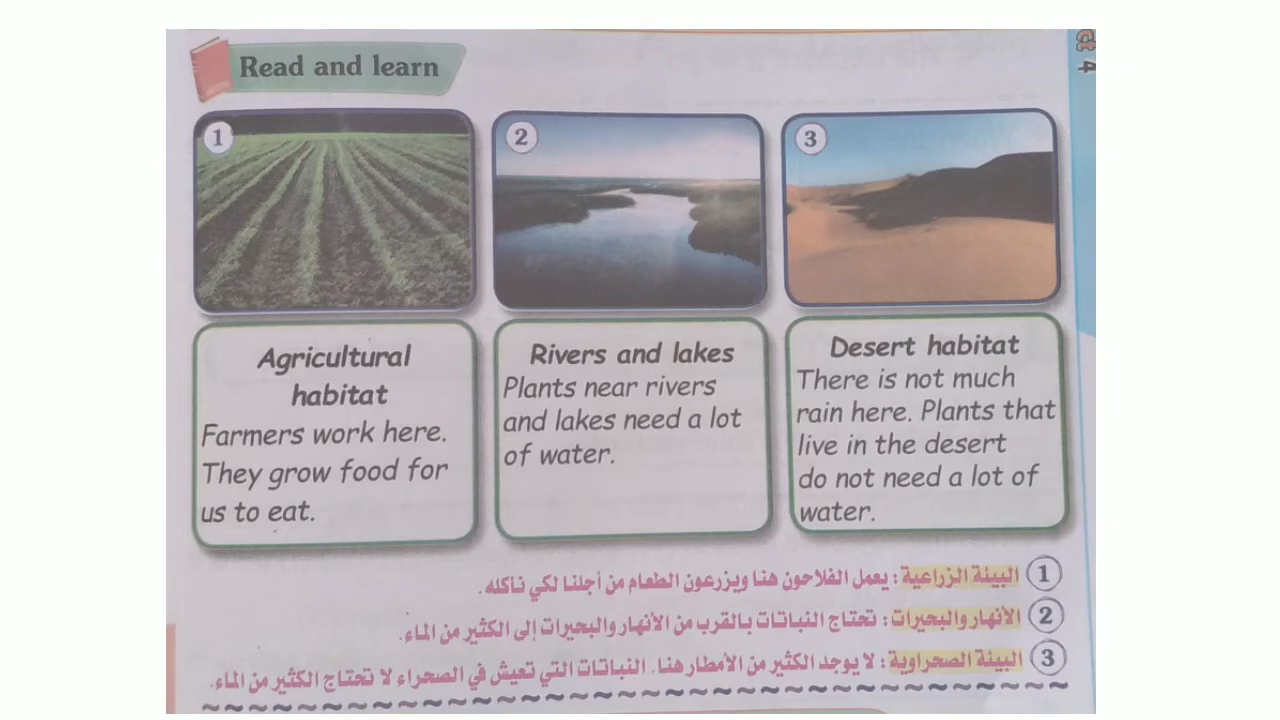 Read and learn
ct 4
1
2
3
Agricultural
habitat
Farmers work here.
They grow food for
us to eat.
Rivers and lakes
Plants near rivers
and lakes need a lot
of water.
Desert habitat
There is not much
rain here. Plants that
live in the desert
do not need a lot of
water.
1 البيئة الزراعية : يعمل الفلاحون هنا ويزرعون الطعام من أجلنا لكي نأكله.
2 الأنهار والبحيرات : تحتاج النباتات بالقرب من الأنهار والبحيرات إلى الكثير من الماء.
3 البيئة الصحراوية : لا يوجد الكثير من الأمطار هنا. النباتات التي تعيش في الصحراء لا تحتاج الكثير من الماء.